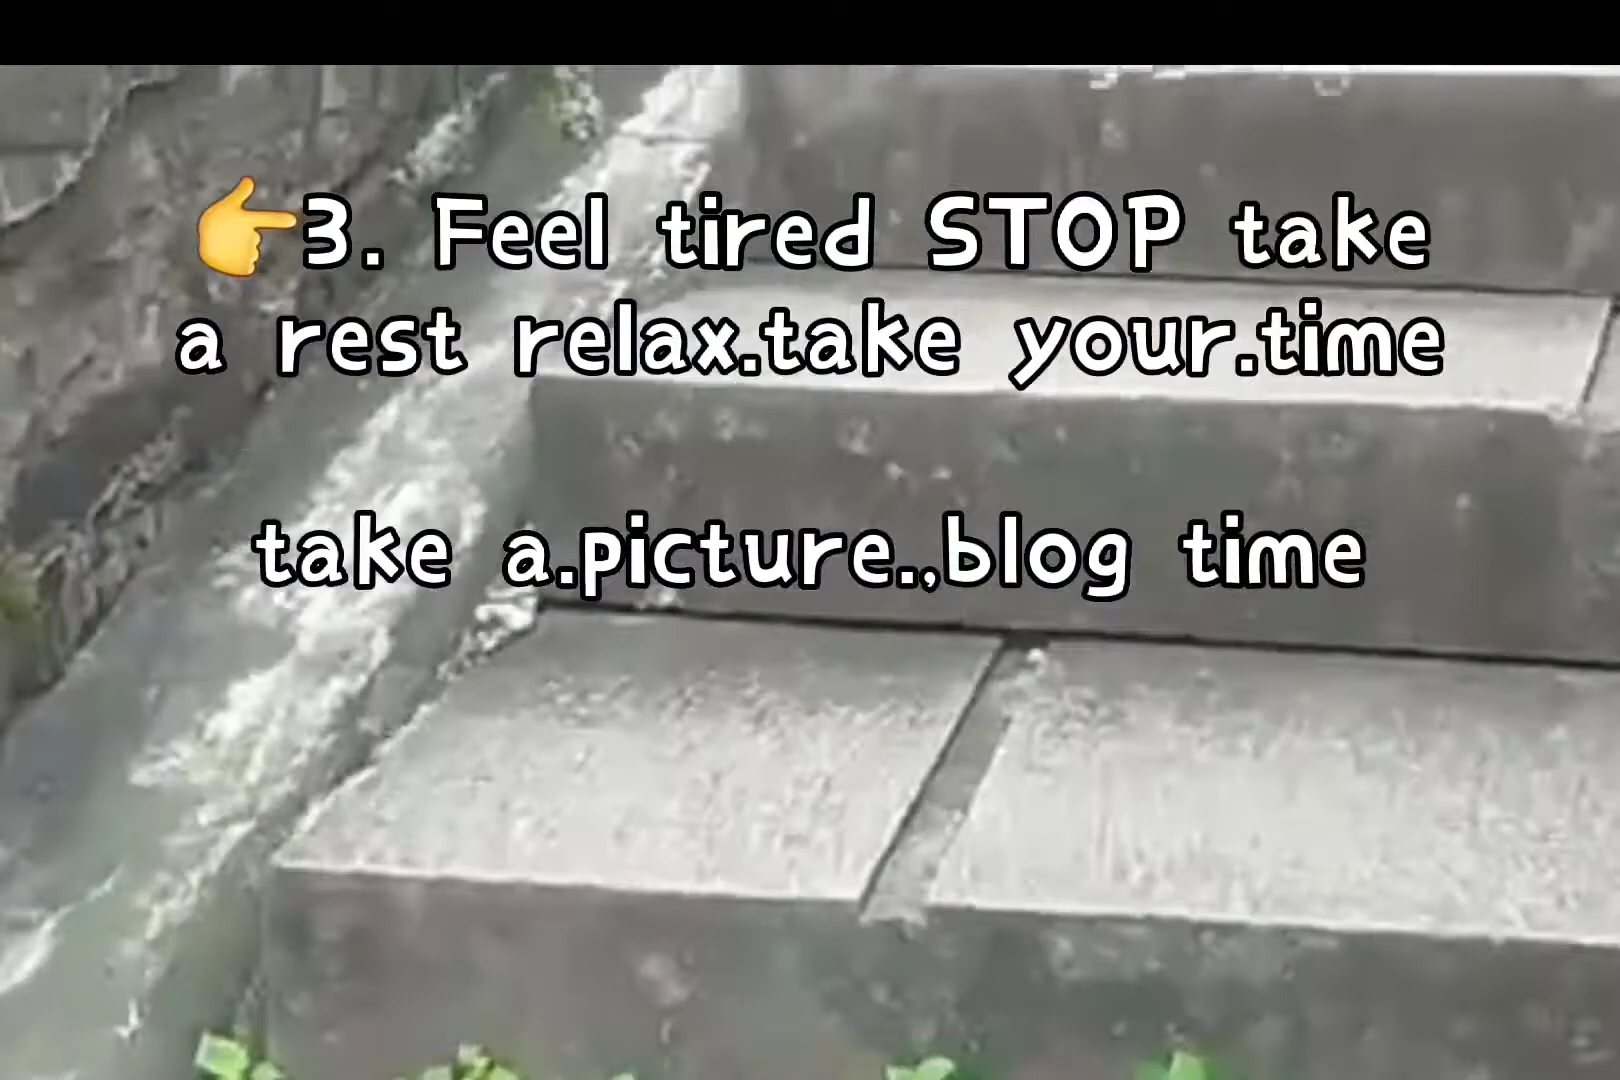 👉3. Feel tired STOP take
a rest relax.take your.time
take a.picture.,blog time